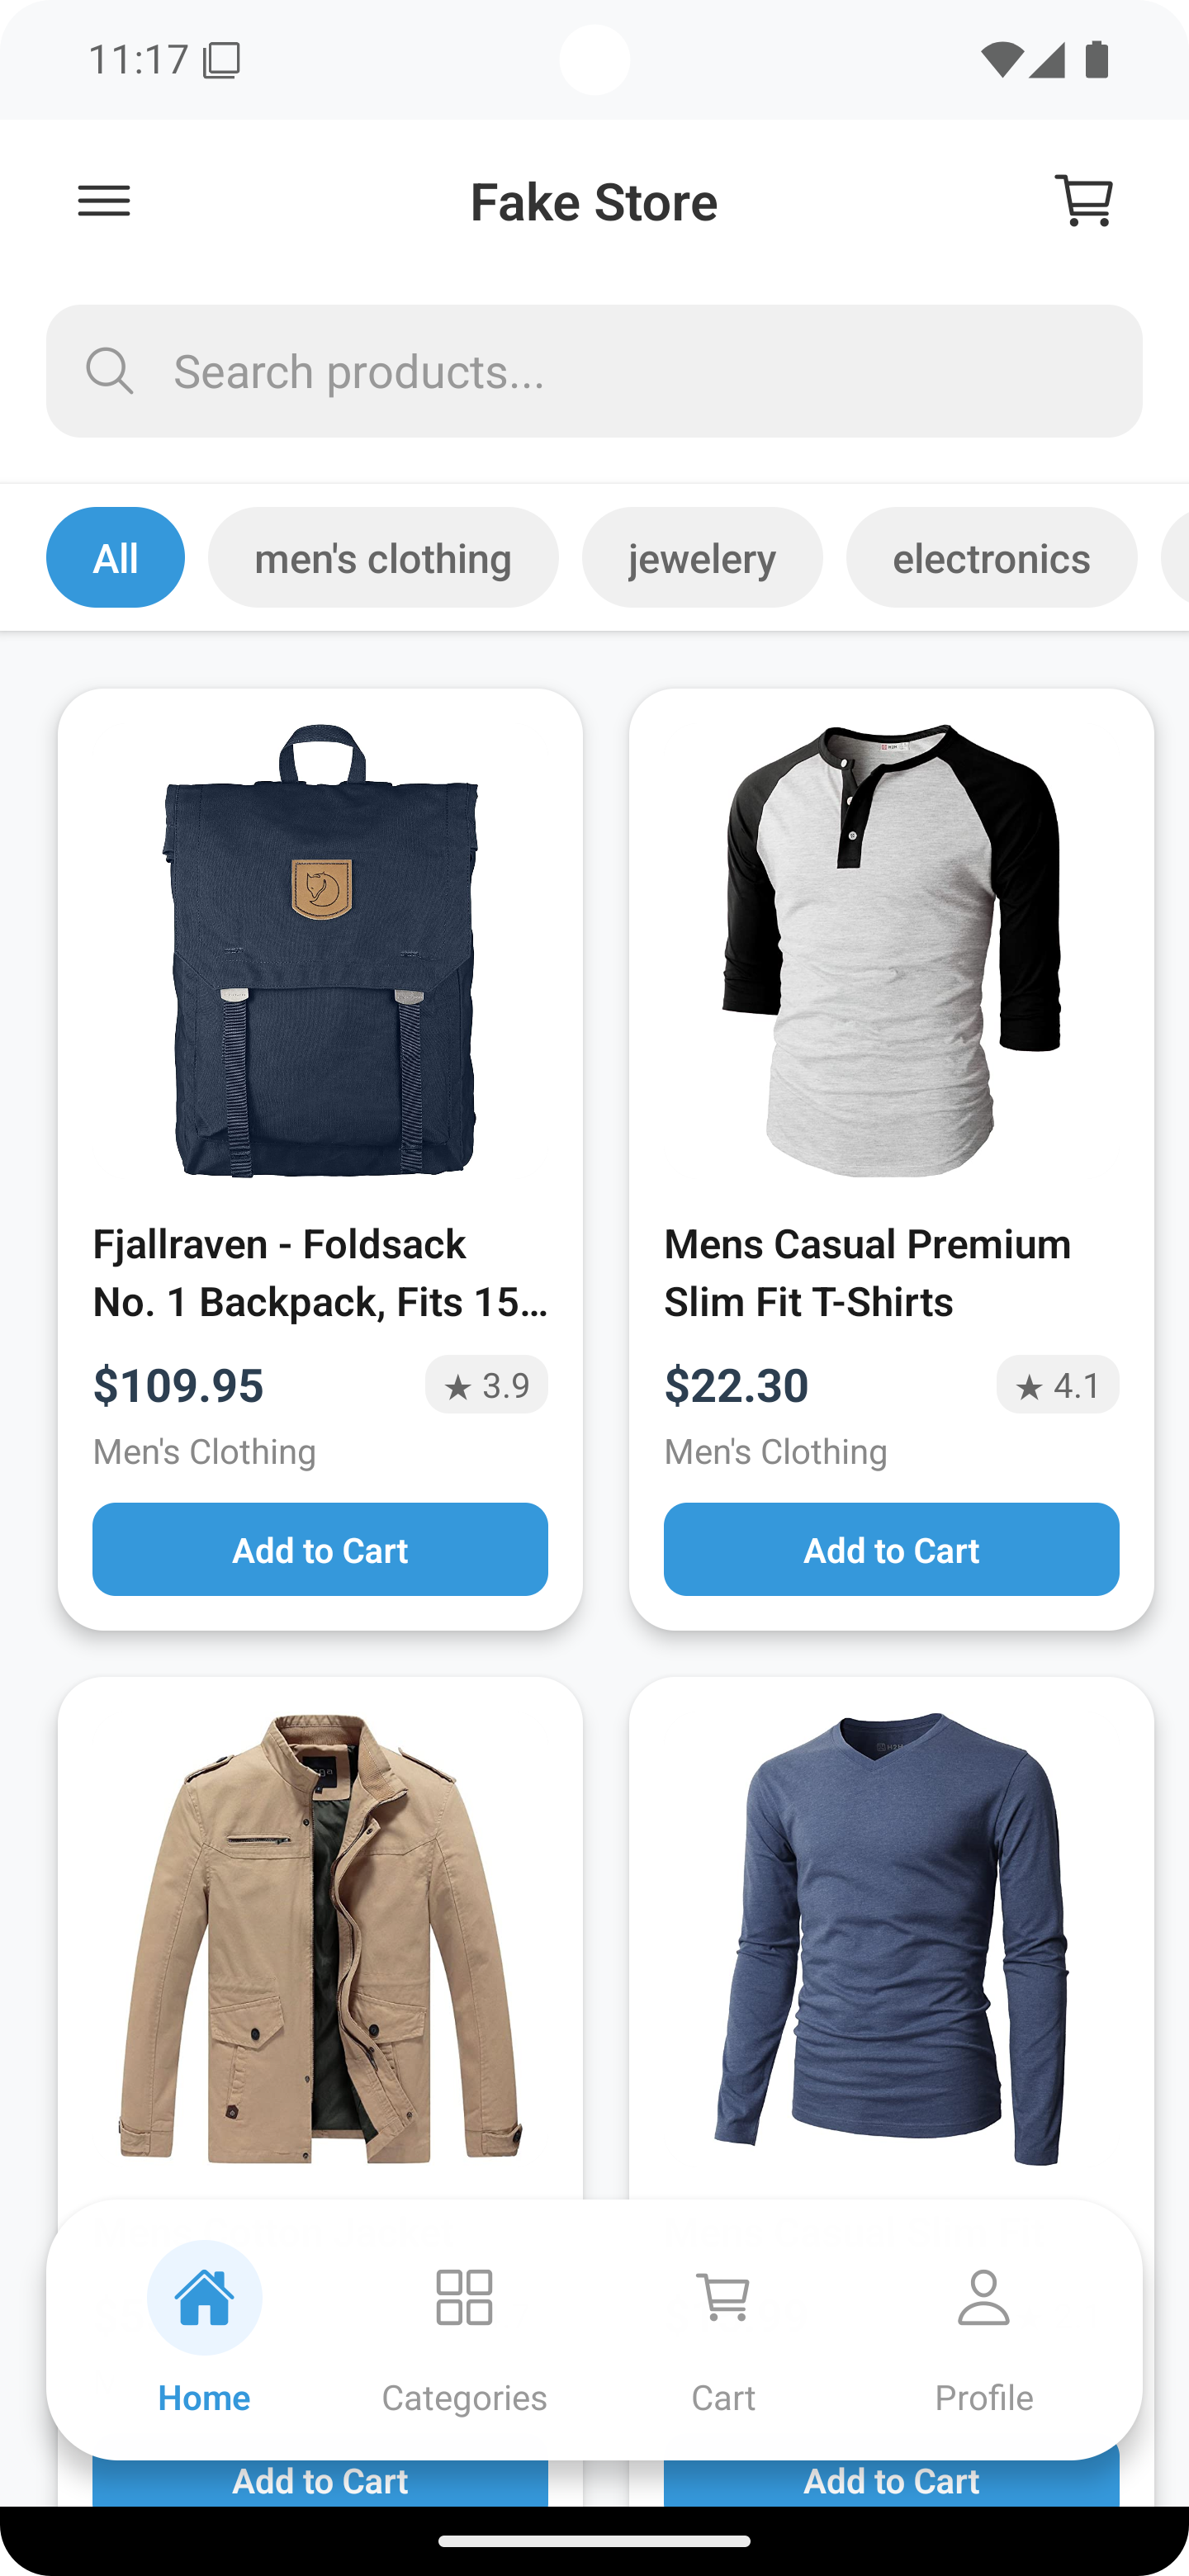 11:17
Fake Store
Search products...
All
men's clothing
jewelery
electronics
Fjallraven - Foldsack
No. 1 Backpack, Fits 15…
$109.95
★ 3.9
Men's Clothing
Add to Cart
Mens Casual Premium
Slim Fit T-Shirts
$22.30
★ 4.1
Men's Clothing
Add to Cart
Home
Categories
Cart
Profile
Add to Cart
Add to Cart